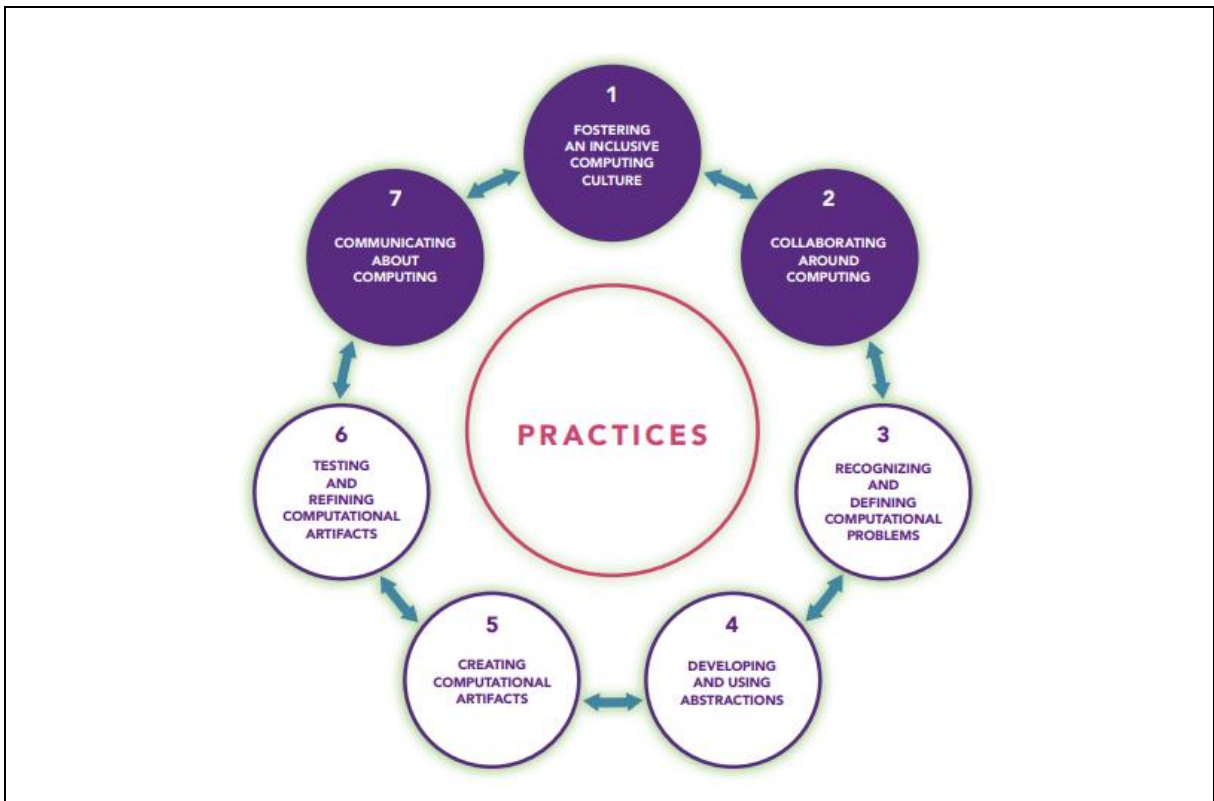 1
FOSTERING
AN INCLUSIVE
COMPUTING
CULTURE
2
COLLABORATING
AROUND
COMPUTING
3
RECOGNIZING
AND
DEFINING
COMPUTATIONAL
PROBLEMS
4
DEVELOPING
AND USING
ABSTRACTIONS
5
CREATING
COMPUTATIONAL
ARTIFACTS
6
TESTING
AND
REFINING
COMPUTATIONAL
ARTIFACTS
7
COMMUNICATING
ABOUT
COMPUTING
PRACTICES